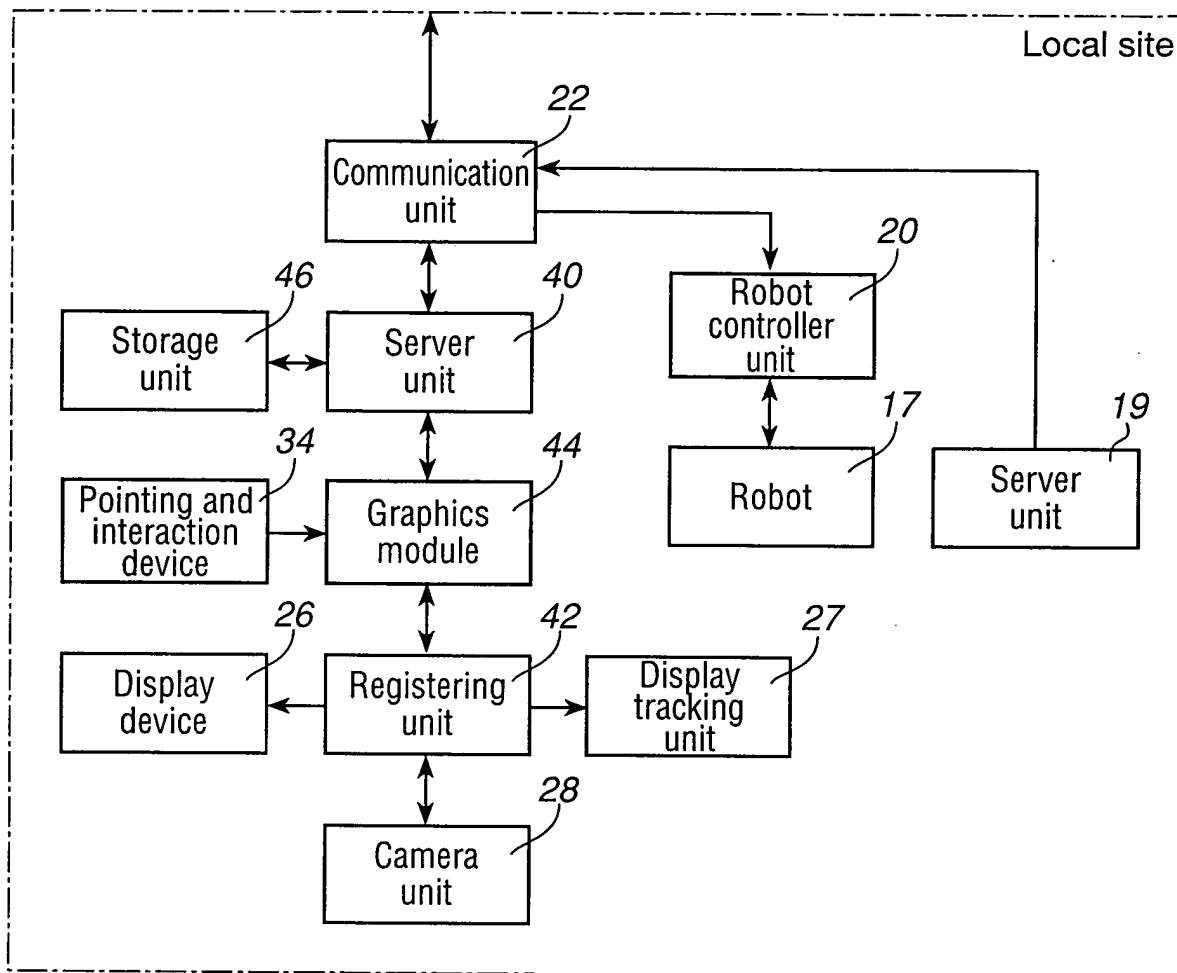 Local site
22
Communication
unit
20
Robot
controller
unit
46
Storage
unit
40
Server
unit
17
Robot
19
Server
unit
34
Pointing and
interaction
device
44
Graphics
module
26
Display
device
42
Registering
unit
27
Display
tracking
unit
28
Camera
unit